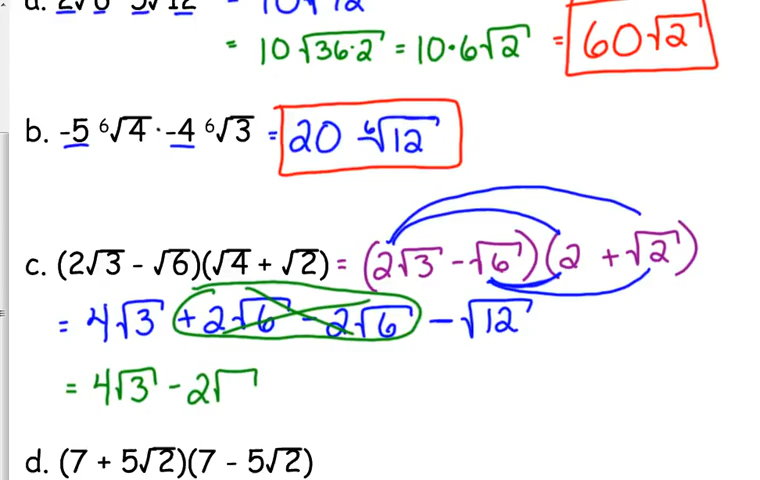 = 10√12
= 10√36·2 = 10·6√2 = 60√2
b. -5 ⁶√4 · -4 ⁶√3 = 20 ⁶√12
c. (2√3 - √6)(√4 + √2) = (2√3 - √6)(2 + √2)
= 4√3 + 2√6 - 2√6 - √12
= 4√3 - 2√
d. (7 + 5√2)(7 - 5√2)